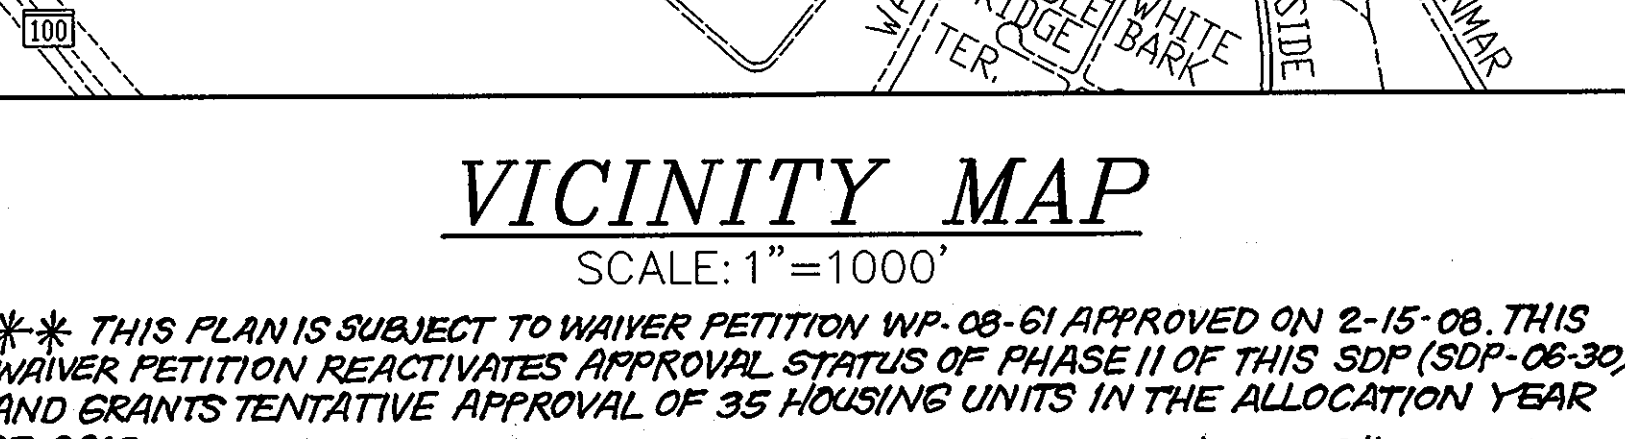 100
RIDGE
TER.
WHITE
BARK
SIDE
NMAR
VICINITY MAP
SCALE: 1"=1000'
** THIS PLAN IS SUBJECT TO WAIVER PETITION WP-08-61 APPROVED ON 2-15-08. THIS
WAIVER PETITION REACTIVATES APPROVAL STATUS OF PHASE II OF THIS SDP (SDP-06-30)
AND GRANTS TENTATIVE APPROVAL OF 35 HOUSING UNITS IN THE ALLOCATION YEAR